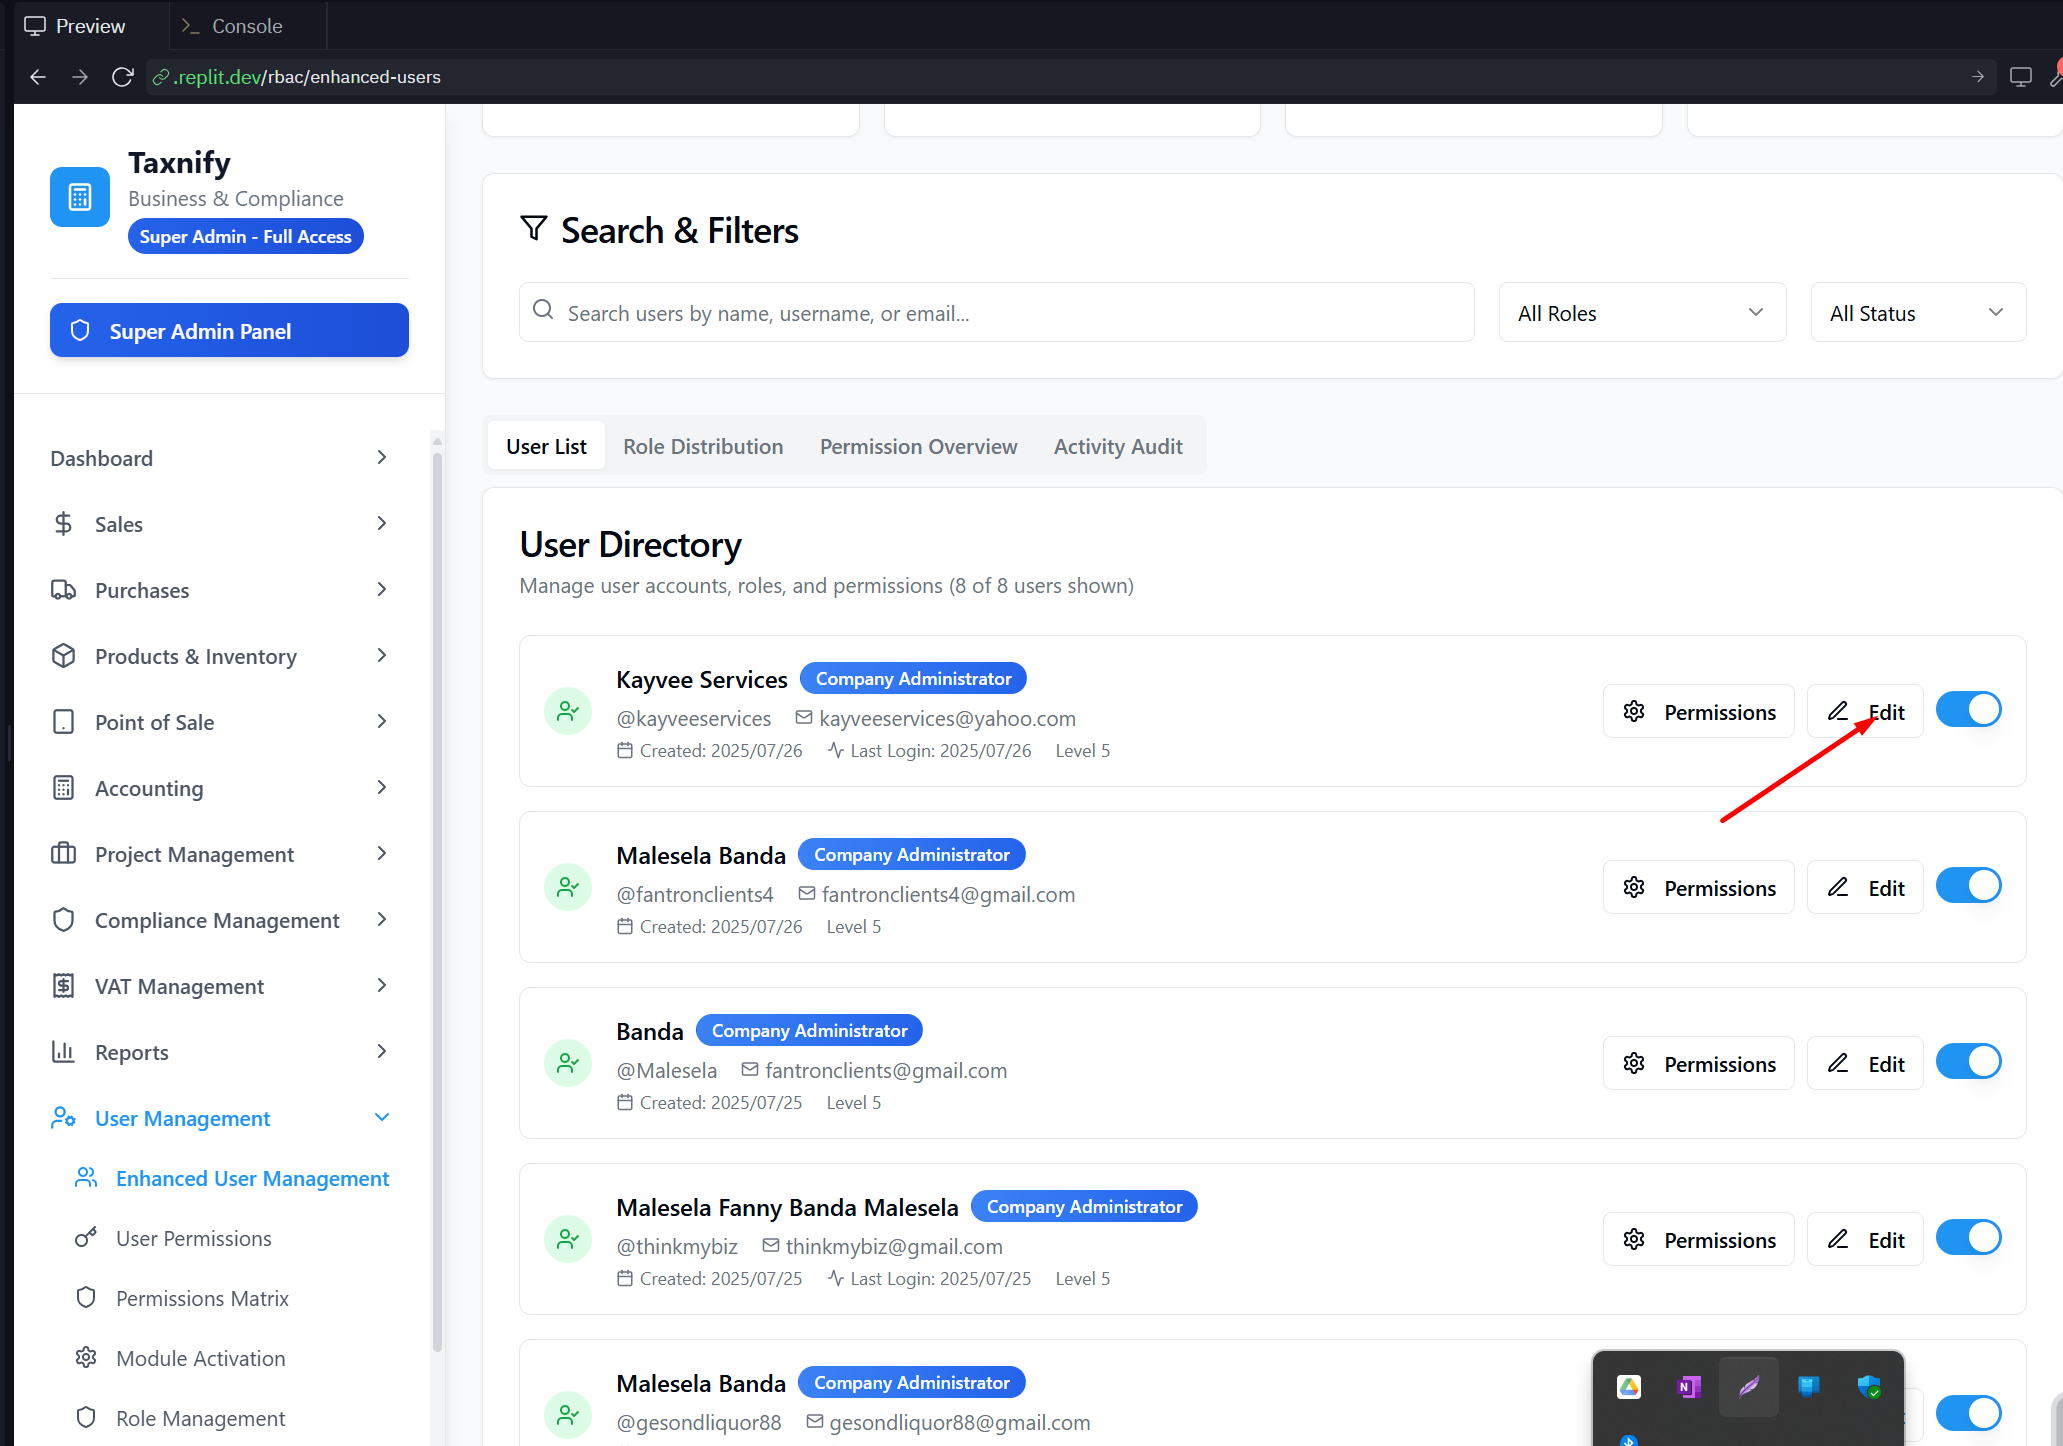 Preview
Console
.replit.dev/rbac/enhanced-users
Taxnify
Business & Compliance
Super Admin - Full Access
Super Admin Panel
Dashboard
Sales
Purchases
Products & Inventory
Point of Sale
Accounting
Project Management
Compliance Management
VAT Management
Reports
User Management
Enhanced User Management
User Permissions
Permissions Matrix
Module Activation
Role Management
Search & Filters
Search users by name, username, or email...
All Roles
All Status
User List
Role Distribution
Permission Overview
Activity Audit
User Directory
Manage user accounts, roles, and permissions (8 of 8 users shown)
Kayvee Services Company Administrator
@kayveeservices kayveeservices@yahoo.com
Created: 2025/07/26 Last Login: 2025/07/26 Level 5
Permissions Edit
Malesela Banda Company Administrator
@fantronclients4 fantronclients4@gmail.com
Created: 2025/07/26 Level 5
Permissions Edit
Banda Company Administrator
@Malesela fantronclients@gmail.com
Created: 2025/07/25 Level 5
Permissions Edit
Malesela Fanny Banda Malesela Company Administrator
@thinkmybiz thinkmybiz@gmail.com
Created: 2025/07/25 Last Login: 2025/07/25 Level 5
Permissions Edit
Malesela Banda Company Administrator
@gesondliquor88 gesondliquor88@gmail.com
N